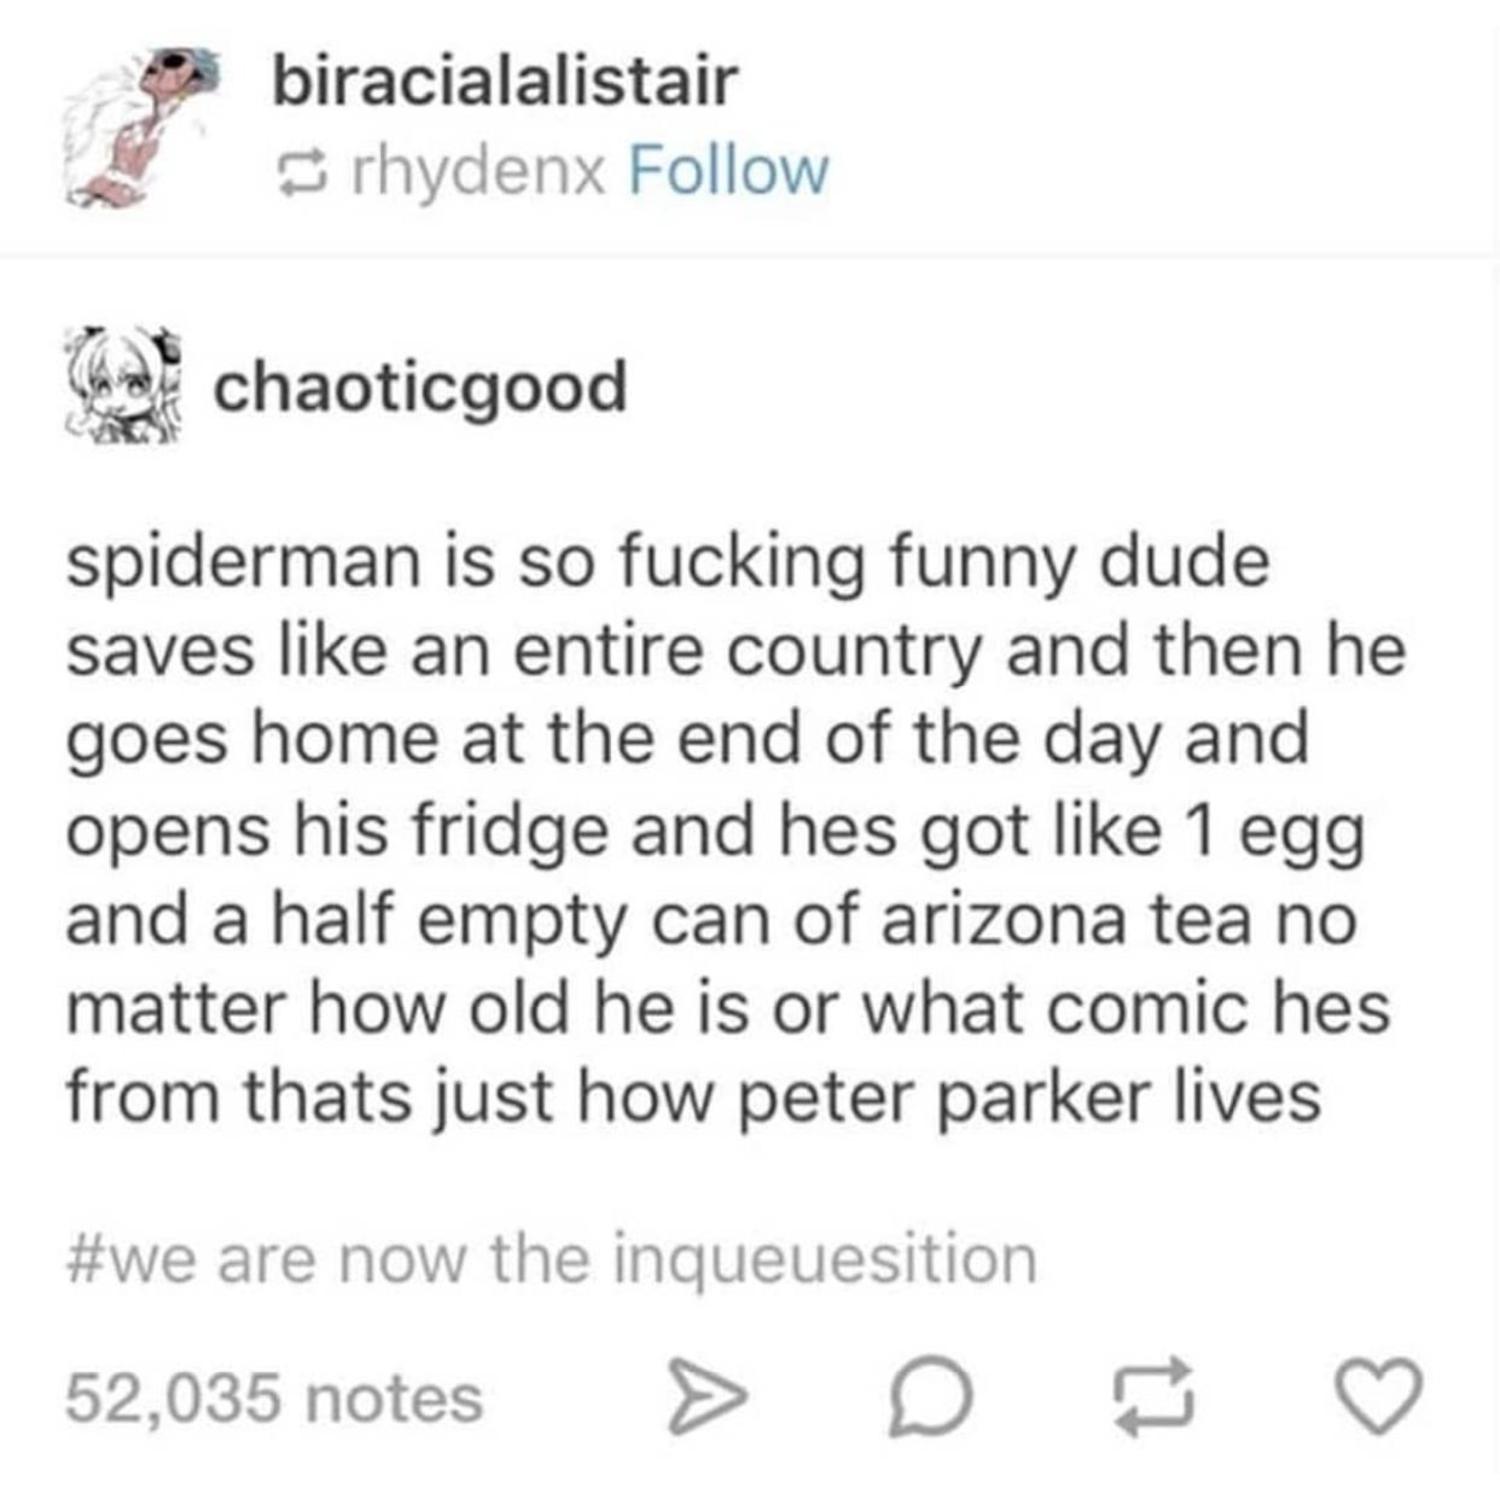 biracialalistair
rhydenx Follow
chaoticgood
spiderman is so fucking funny dude
saves like an entire country and then he
goes home at the end of the day and
opens his fridge and hes got like 1 egg
and a half empty can of arizona tea no
matter how old he is or what comic hes
from thats just how peter parker lives
#we are now the inqueuesition
52,035 notes